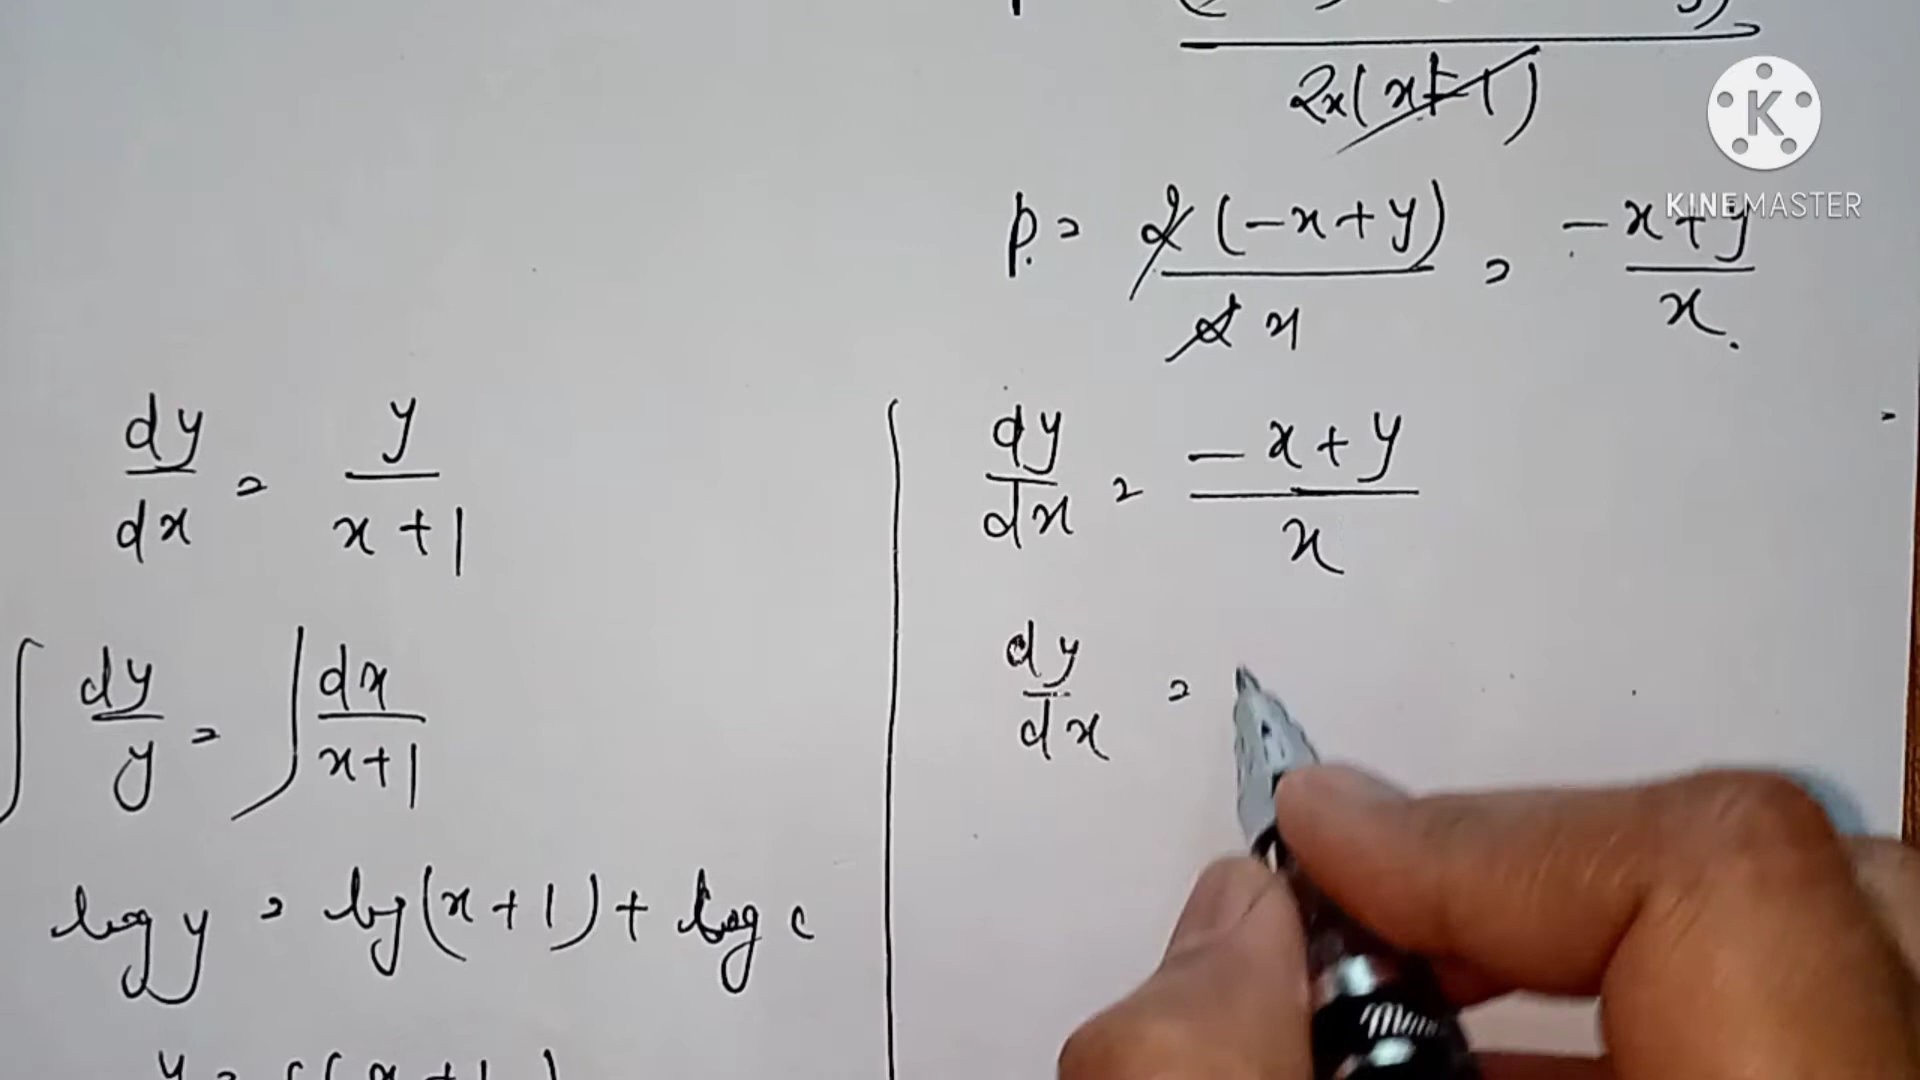 2x(x+1)
K
KINEMASTER
p = 2(-x+y)/2x = -x+y/x
dy/dx = y/x+1
∫ dy/y = ∫ dx/x+1
log y = log(x+1) + log c
y = c(x+1)
dy/dx = -x+y/x
dy/dx =